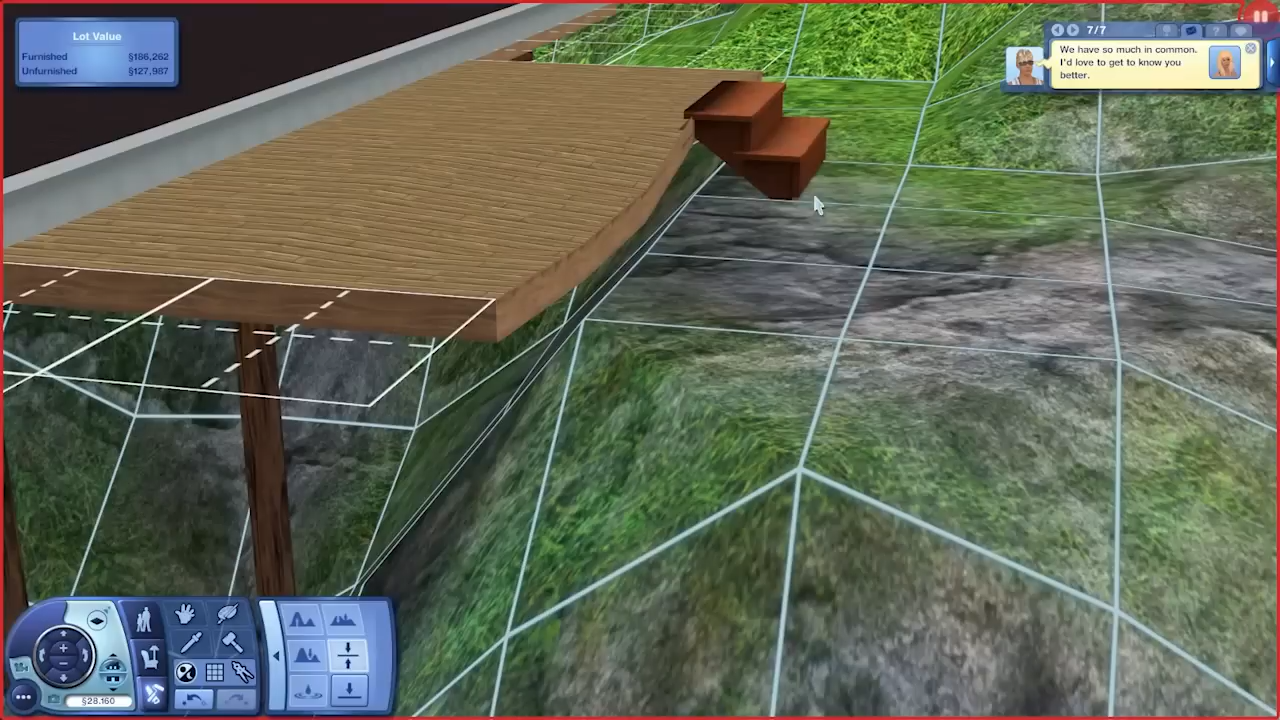 Lot Value
Furnished §186,262
Unfurnished §127,987
7/7
We have so much in common.
I'd love to get to know you
better.
§28.160